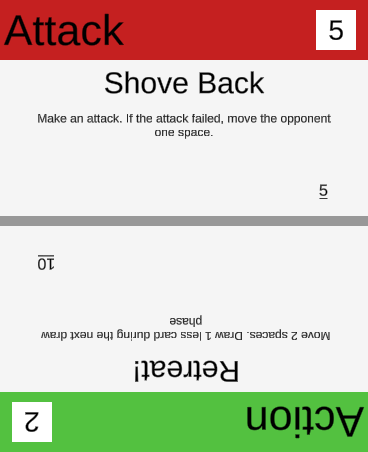 Attack
5
Shove Back
Make an attack. If the attack failed, move the opponent
one space.
5
Action
2
Retreat!
Move 2 spaces. Draw 1 less card during the next draw
phase
10